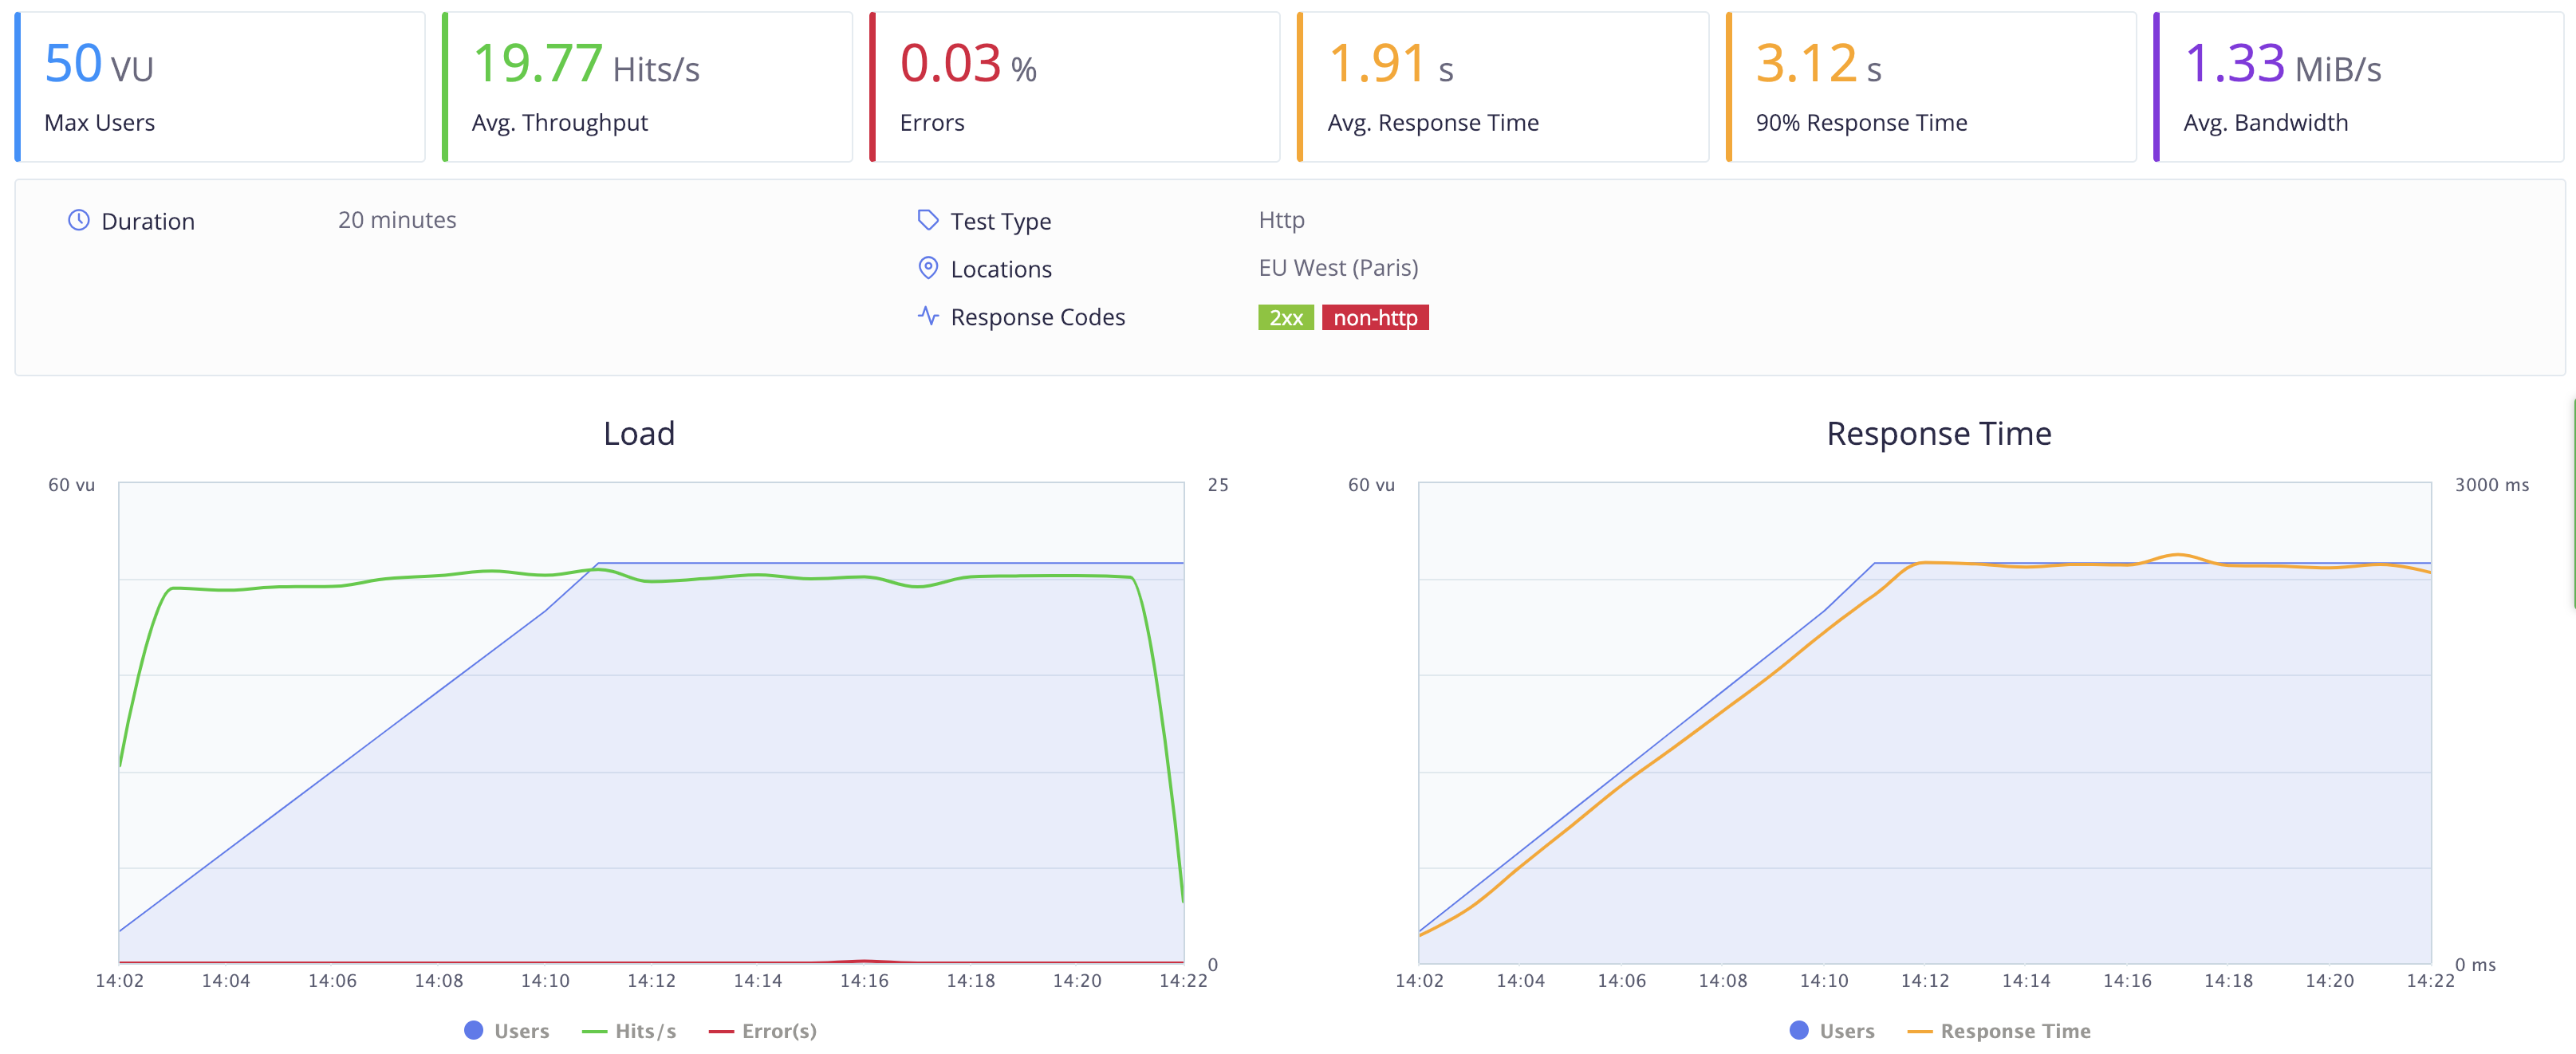 50 VU
Max Users
19.77 Hits/s
Avg. Throughput
0.03 %
Errors
1.91 s
Avg. Response Time
3.12 s
90% Response Time
1.33 MiB/s
Avg. Bandwidth
Duration 20 minutes
Test Type Http
Locations EU West (Paris)
Response Codes 2xx non-http
Load
60 vu 25
0
14:02 14:04 14:06 14:08 14:10 14:12 14:14 14:16 14:18 14:20 14:22
Users Hits/s Error(s)
Response Time
60 vu 3000 ms
0 ms
14:02 14:04 14:06 14:08 14:10 14:12 14:14 14:16 14:18 14:20 14:22
Users Response Time